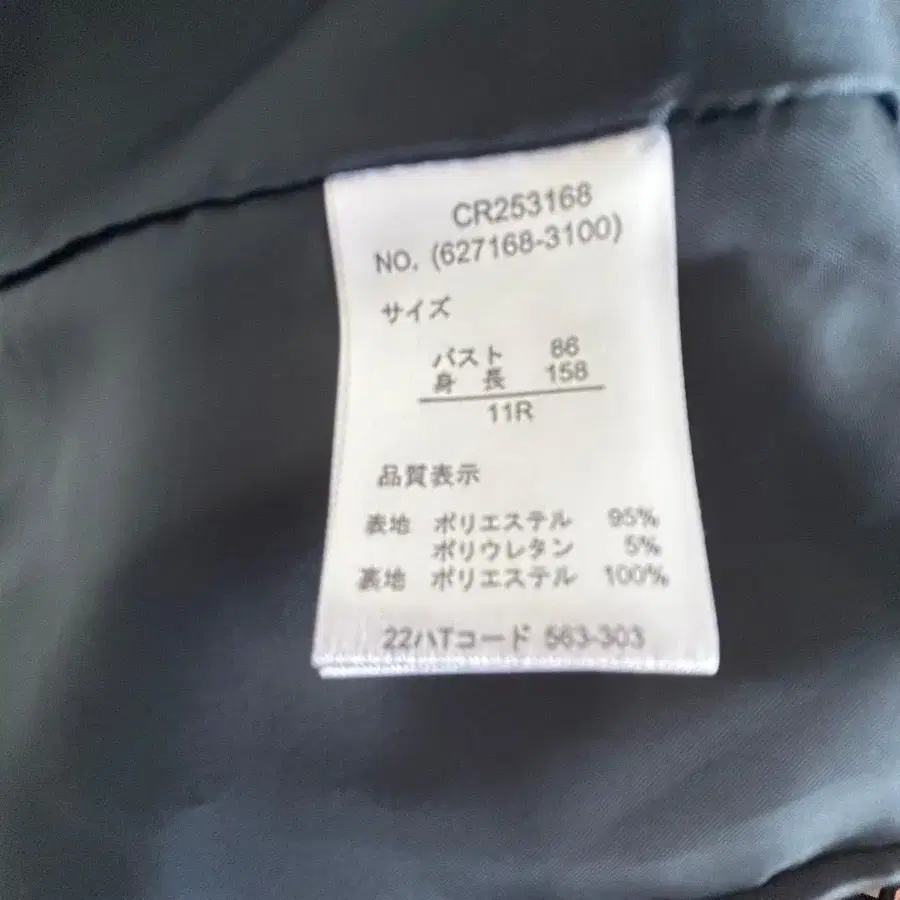 CR253168
NO. (627168-3100)
サイズ
バスト 86
身長 158
11R
品質表示
表地 ポリエステル 95%
ポリウレタン 5%
裏地 ポリエステル 100%
22ハTコード 563-303